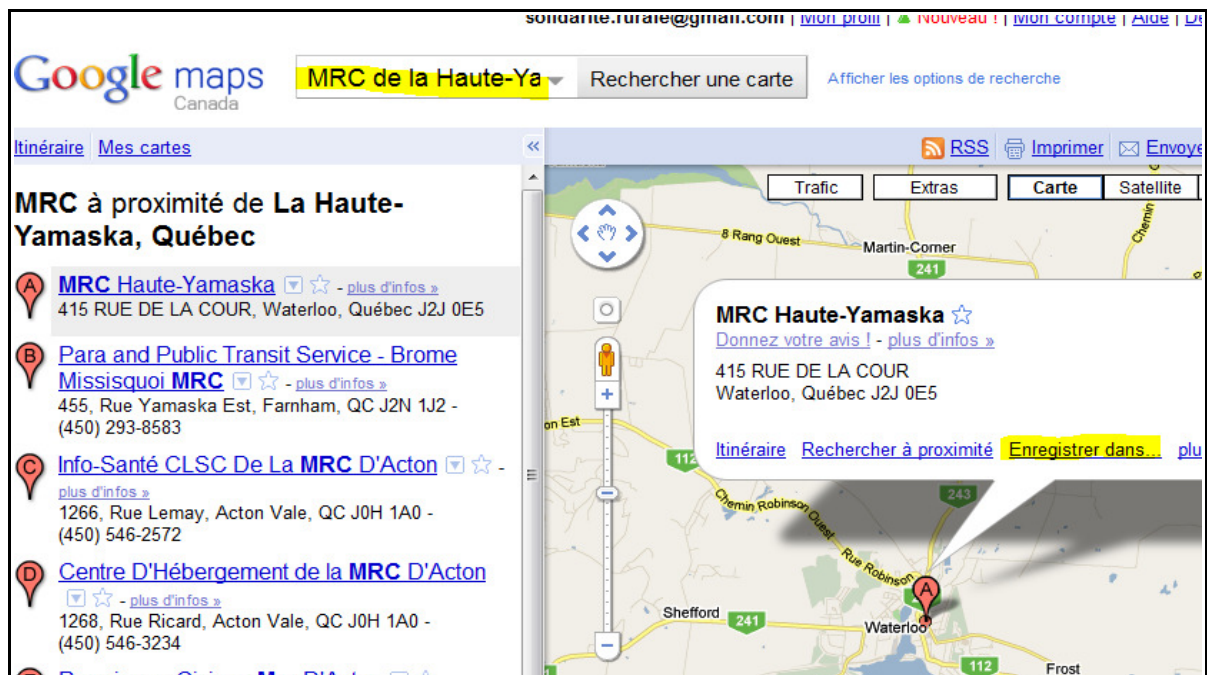 solidarite.rurale@gmail.com | Mon profil | Nouveau ! | Mon compte | Aide |
Google maps
Canada
MRC de la Haute-Ya
Rechercher une carte
Afficher les options de recherche
Itinéraire Mes cartes «
RSS Imprimer Envoye
MRC à proximité de La Haute-
Yamaska, Québec
A MRC Haute-Yamaska - plus d'infos »
415 RUE DE LA COUR, Waterloo, Québec J2J 0E5
B Para and Public Transit Service - Brome
Missisquoi MRC - plus d'infos »
455, Rue Yamaska Est, Farnham, QC J2N 1J2 -
(450) 293-8583
C Info-Santé CLSC De La MRC D'Acton -
plus d'infos »
1266, Rue Lemay, Acton Vale, QC J0H 1A0 -
(450) 546-2572
D Centre D'Hébergement de la MRC D'Acton
- plus d'infos »
1268, Rue Ricard, Acton Vale, QC J0H 1A0 -
(450) 546-3234
Trafic Extras Carte Satellite
8 Rang Ouest
Martin-Corner
Chemin
241
MRC Haute-Yamaska
Donnez votre avis ! - plus d'infos »
415 RUE DE LA COUR
Waterloo, Québec J2J 0E5
Itinéraire Rechercher à proximité Enregistrer dans... plu
on Est
112
243
Chemin Robinson Ouest
Rue Robinson
A
Shefford
241
Waterloo
112
Frost